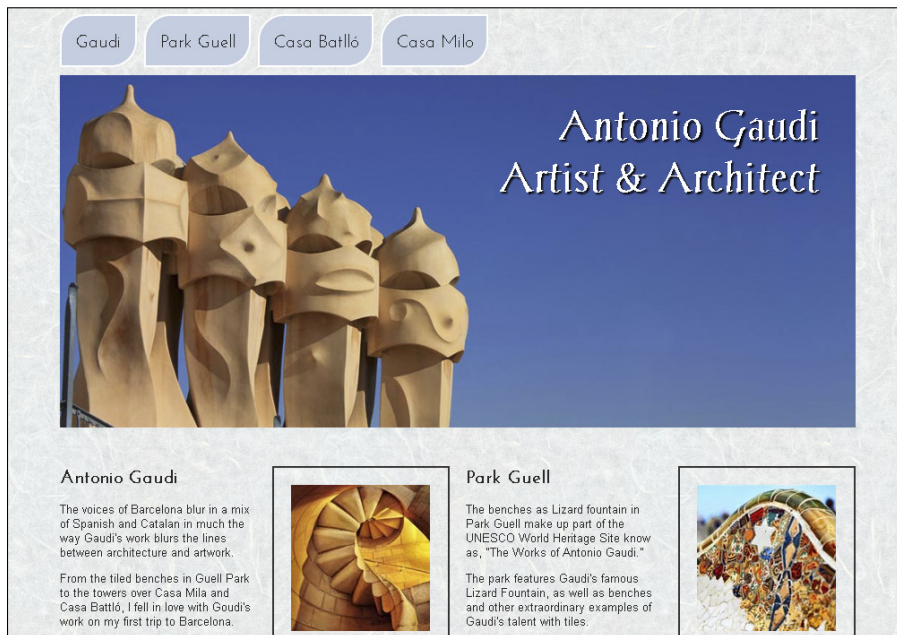 Gaudi
Park Guell
Casa Batlló
Casa Milo
Antonio Gaudi
Artist & Architect
Antonio Gaudi
The voices of Barcelona blur in a mix
of Spanish and Catalan in much the
way Gaudi's work blurs the lines
between architecture and artwork.
From the tiled benches in Guell Park
to the towers over Casa Mila and
Casa Battló, I fell in love with Goudi's
work on my first trip to Barcelona.
Park Guell
The benches as Lizard fountain in
Park Guell make up part of the
UNESCO World Heritage Site know
as, "The Works of Antonio Gaudi."
The park features Gaudi's famous
Lizard Fountain, as well as benches
and other extraordinary examples of
Gaudi's talent with tiles.